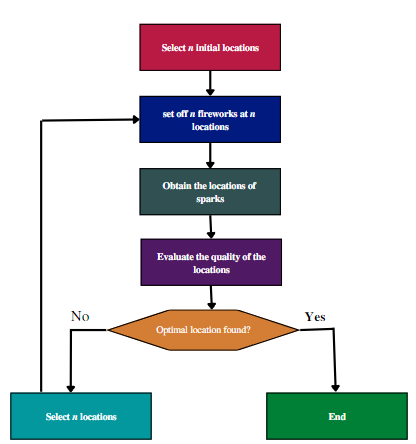 Select n initial locations
set off n fireworks at n
locations
Obtain the locations of
sparks
Evaluate the quality of the
locations
No
Yes
Optimal location found?
Select n locations
End